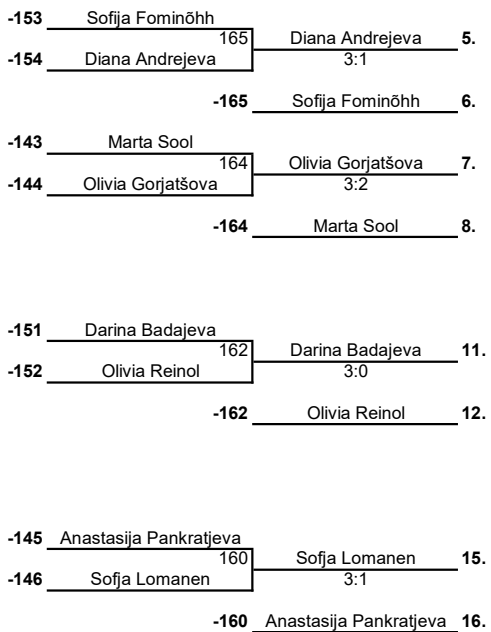 -153 Sofija Fominõhh
165 Diana Andrejeva 5.
-154 Diana Andrejeva 3:1
-165 Sofija Fominõhh 6.
-143 Marta Sool
164 Olivia Gorjatšova 7.
-144 Olivia Gorjatšova 3:2
-164 Marta Sool 8.
-151 Darina Badajeva
162 Darina Badajeva 11.
-152 Olivia Reinol 3:0
-162 Olivia Reinol 12.
-145 Anastasija Pankratjeva
160 Sofja Lomanen 15.
-146 Sofja Lomanen 3:1
-160 Anastasija Pankratjeva 16.